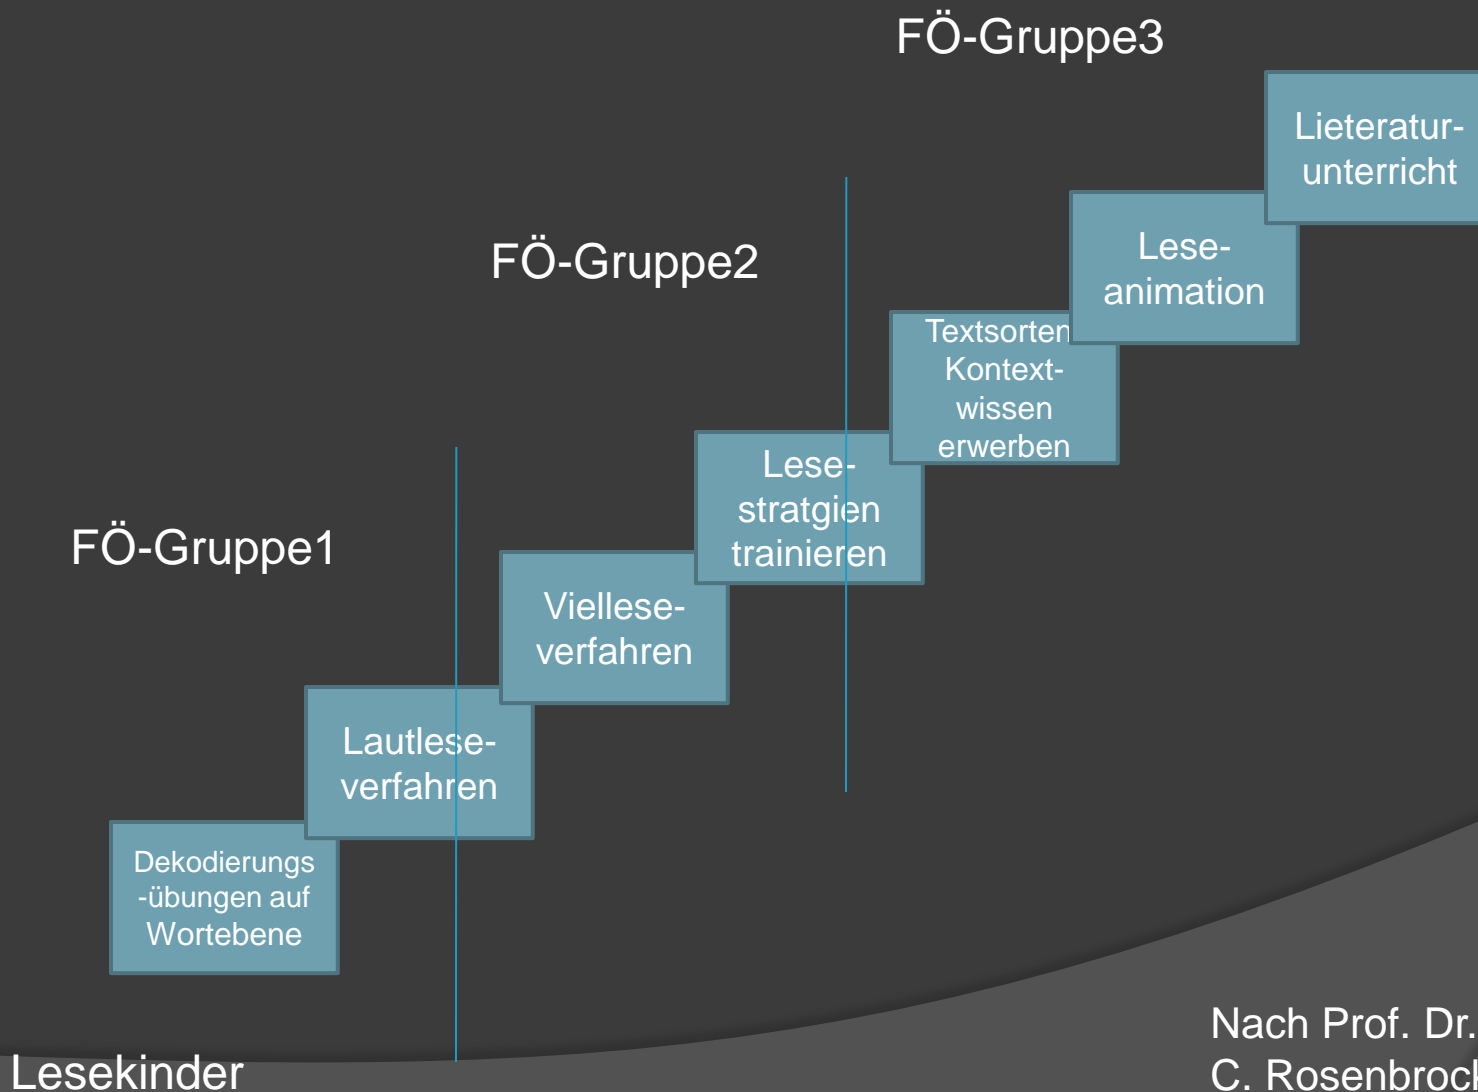 FÖ-Gruppe3
Lieteratur-
unterricht
Lese-
animation
FÖ-Gruppe2
Textsorten
Kontext-
wissen
erwerben
Lese-
stratgien
trainieren
FÖ-Gruppe1
Viellese-
verfahren
Lautlese-
verfahren
Dekodierungs
-übungen auf
Wortebene
Lesekinder
Nach Prof. Dr.
C. Rosenbrock